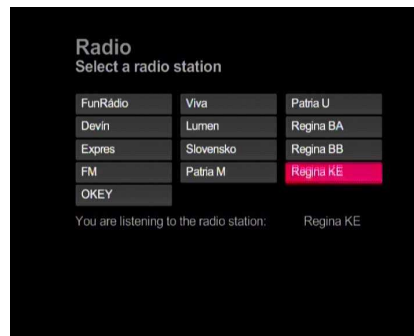 Radio
Select a radio station
FunRádio Viva Patria U
Devín Lumen Regina BA
Expres Slovensko Regina BB
FM Patria M Regina KE
OKEY
You are listening to the radio station: Regina KE